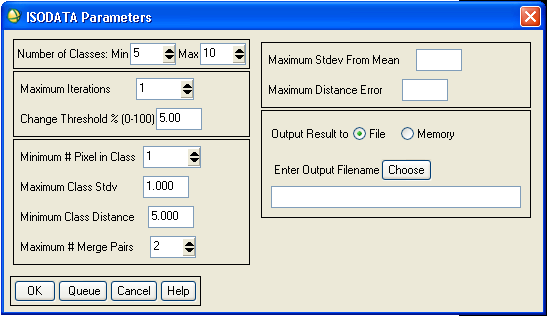 ISODATA Parameters
Number of Classes: Min 5 Max 10
Maximum Iterations 1
Change Threshold % (0-100) 5.00
Minimum # Pixel in Class 1
Maximum Class Stdv 1.000
Minimum Class Distance 5.000
Maximum # Merge Pairs 2
Maximum Stdev From Mean
Maximum Distance Error
Output Result to File Memory
Enter Output Filename Choose
OK Queue Cancel Help